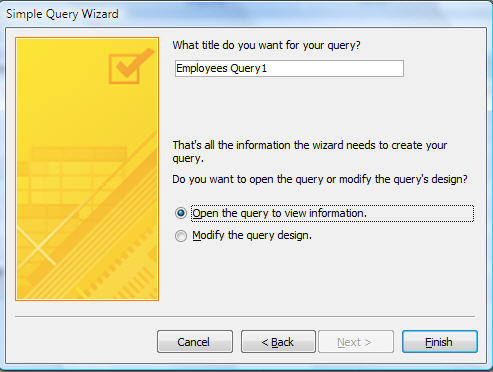 Simple Query Wizard
What title do you want for your query?
Employees Query1
That's all the information the wizard needs to create your
query.
Do you want to open the query or modify the query's design?
Open the query to view information.
Modify the query design.
Cancel
< Back
Next >
Finish